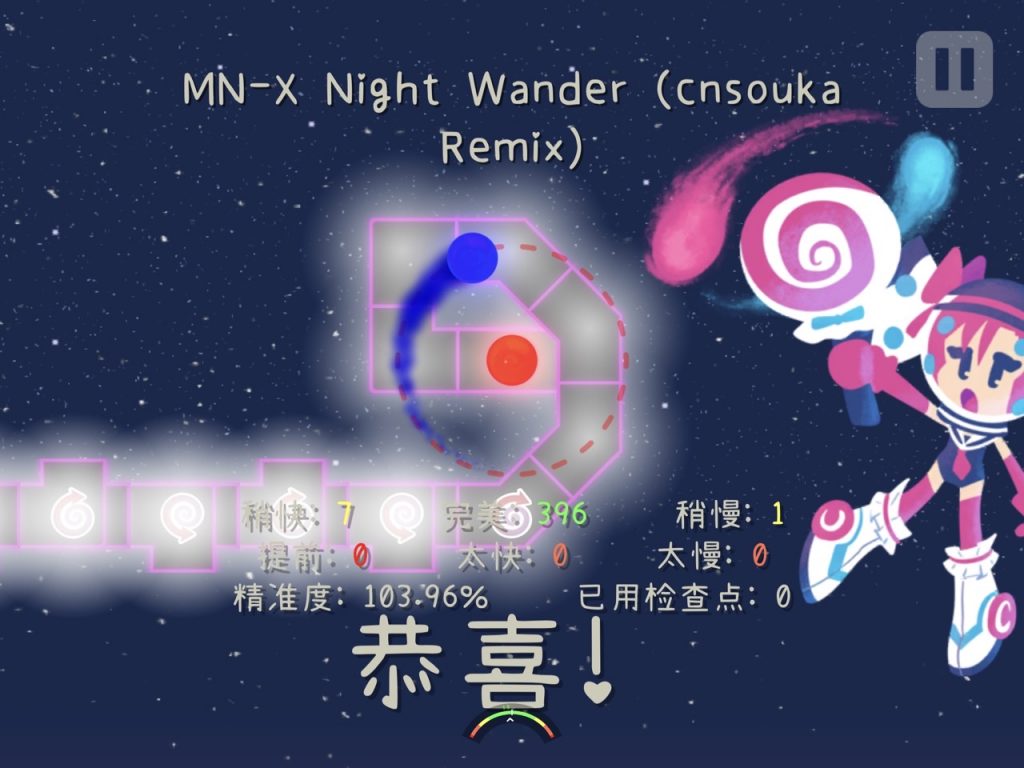 MN-X Night Wander (cnsouka
Remix)
稍快: 7 完美: 396 稍慢: 1
提前: 0 太快: 0 太慢: 0
精准度: 103.96% 已用检查点: 0
恭喜!